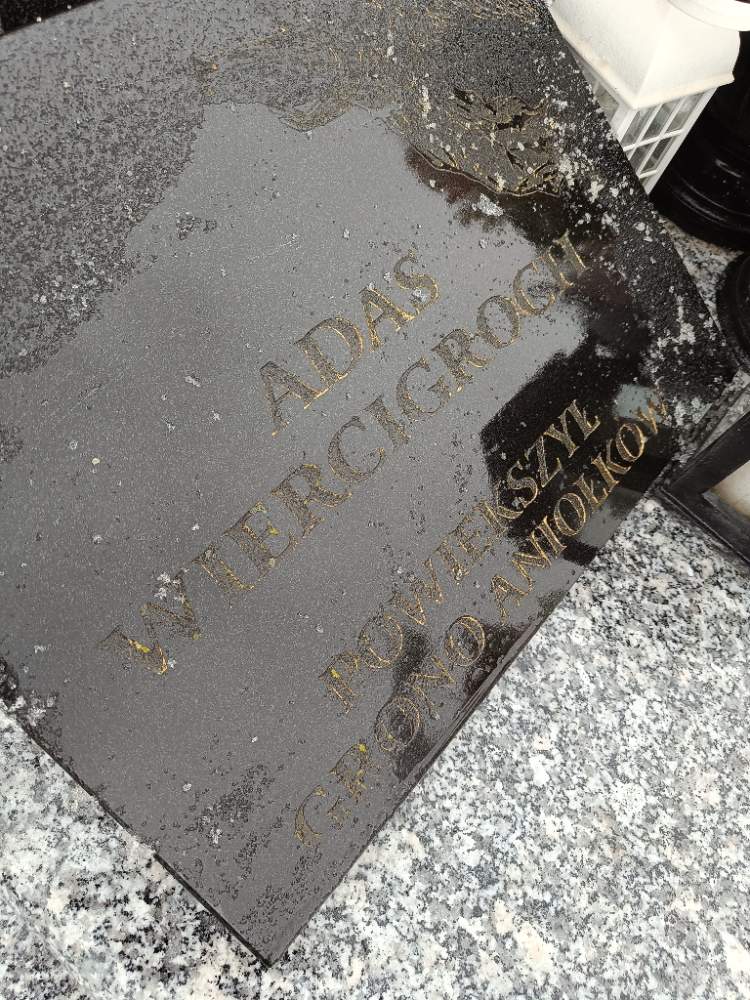 ADAŚ
WIERCIGROCH
POWIĘKSZYŁ
GRONO ANIOŁKÓW